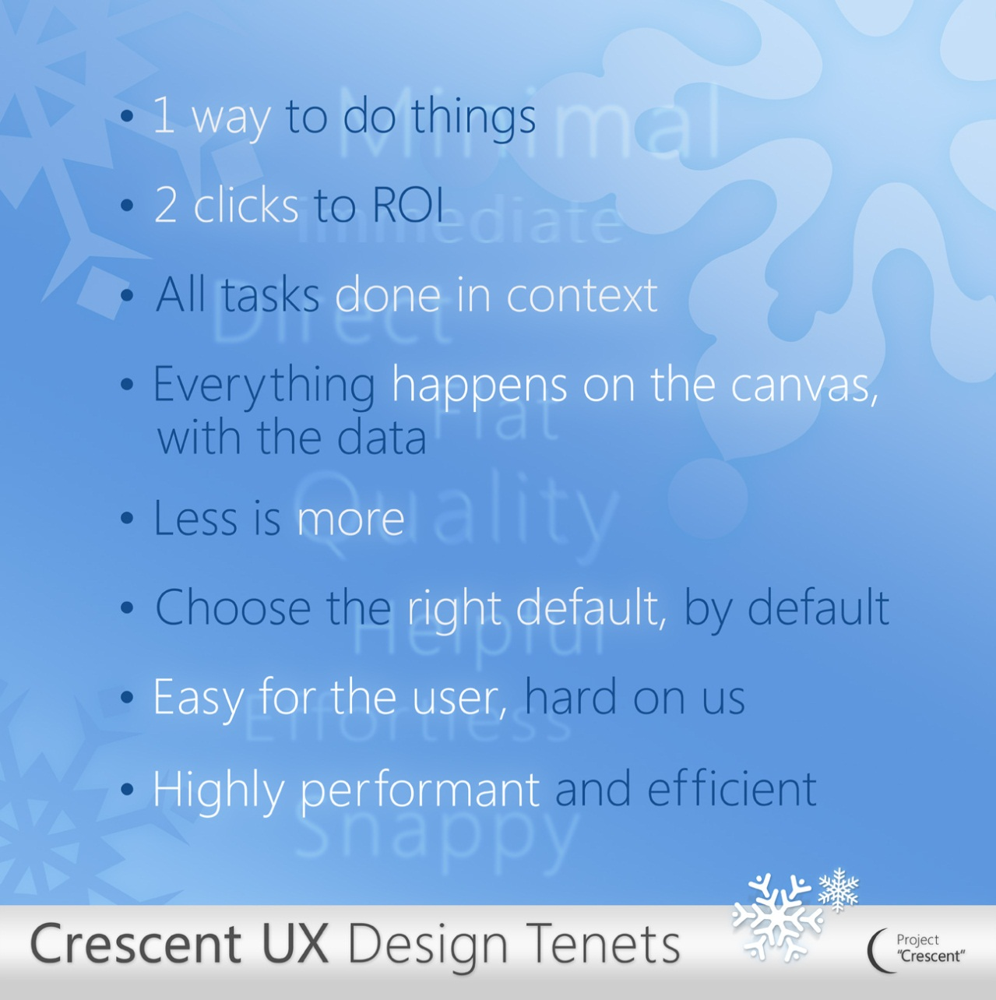 • 1 way to do things
Minimal
• 2 clicks to ROI
Immediate
• All tasks done in context
Direct
• Everything happens on the canvas,
with the data
Flat
• Less is more
Quality
• Choose the right default, by default
Helpful
• Easy for the user, hard on us
Effortless
• Highly performant and efficient
Snappy
Crescent UX Design Tenets
Project
"Crescent"